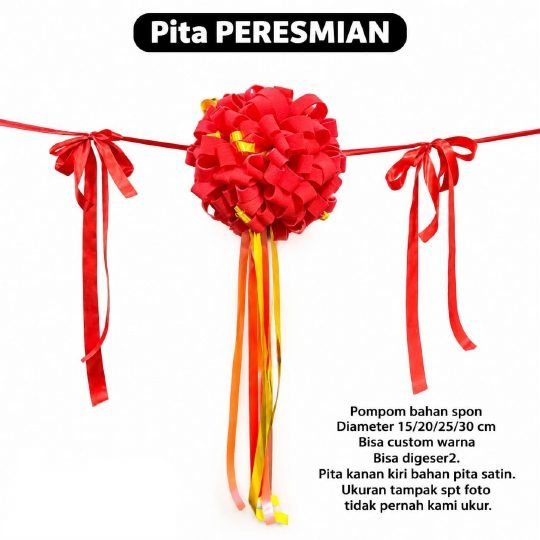 Pita PERESMIAN
Pompom bahan spon
Diameter 15/20/25/30 cm
Bisa custom warna
Bisa digeser2.
Pita kanan kiri bahan pita satin.
Ukuran tampak spt foto
tidak pernah kami ukur.